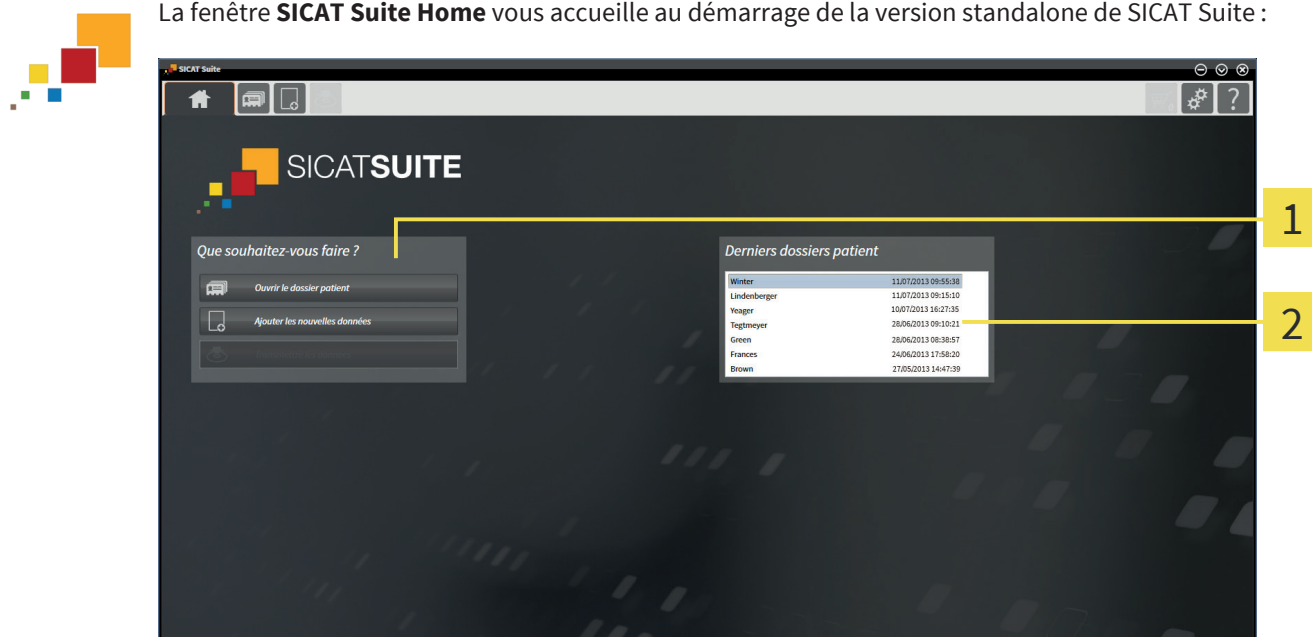 La fenêtre SICAT Suite Home vous accueille au démarrage de la version standalone de SICAT Suite :
SICAT Suite
?
SICATSUITE
1
Que souhaitez-vous faire ?
Ouvrir le dossier patient
Ajouter les nouvelles données
Derniers dossiers patient
Winter 11/07/2013 09:55:38
Lindenberger 11/07/2013 09:15:10
Yeager 10/07/2013 16:27:35
Tegtmeyer 28/06/2013 09:10:21
Green 28/06/2013 08:38:57
Frances 24/06/2013 17:58:20
Brown 27/05/2013 14:47:39
2